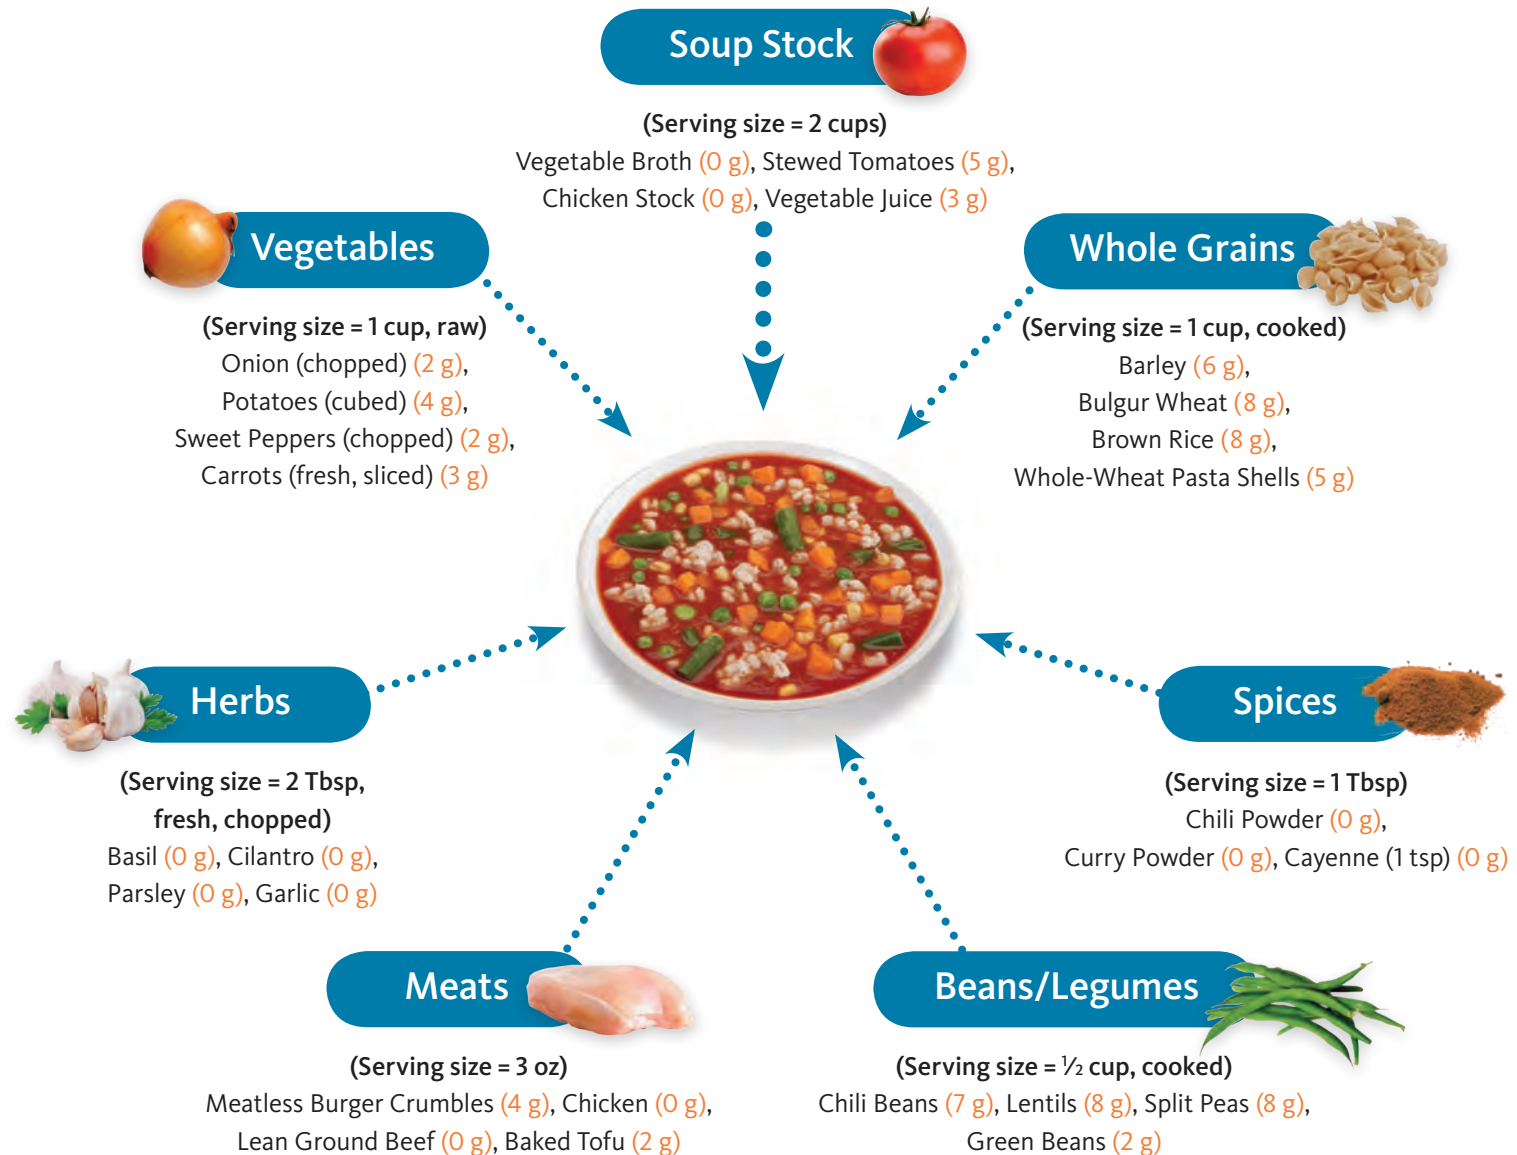 Soup Stock
(Serving size = 2 cups)
Vegetable Broth (0 g), Stewed Tomatoes (5 g),
Chicken Stock (0 g), Vegetable Juice (3 g)
Vegetables
(Serving size = 1 cup, raw)
Onion (chopped) (2 g),
Potatoes (cubed) (4 g),
Sweet Peppers (chopped) (2 g),
Carrots (fresh, sliced) (3 g)
Whole Grains
(Serving size = 1 cup, cooked)
Barley (6 g),
Bulgur Wheat (8 g),
Brown Rice (8 g),
Whole-Wheat Pasta Shells (5 g)
Herbs
(Serving size = 2 Tbsp,
fresh, chopped)
Basil (0 g), Cilantro (0 g),
Parsley (0 g), Garlic (0 g)
Spices
(Serving size = 1 Tbsp)
Chili Powder (0 g),
Curry Powder (0 g), Cayenne (1 tsp) (0 g)
Meats
(Serving size = 3 oz)
Meatless Burger Crumbles (4 g), Chicken (0 g),
Lean Ground Beef (0 g), Baked Tofu (2 g)
Beans/Legumes
(Serving size = ½ cup, cooked)
Chili Beans (7 g), Lentils (8 g), Split Peas (8 g),
Green Beans (2 g)